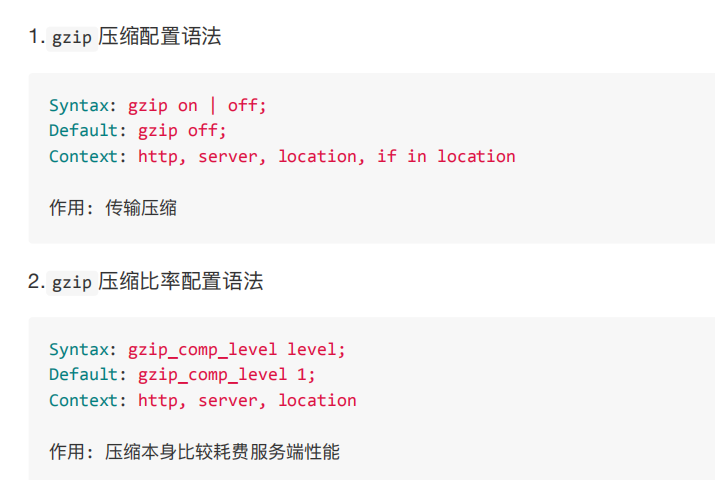 1. gzip 压缩配置语法
Syntax: gzip on | off;
Default: gzip off;
Context: http, server, location, if in location
作用: 传输压缩
2. gzip 压缩比率配置语法
Syntax: gzip_comp_level level;
Default: gzip_comp_level 1;
Context: http, server, location
作用: 压缩本身比较耗费服务端性能